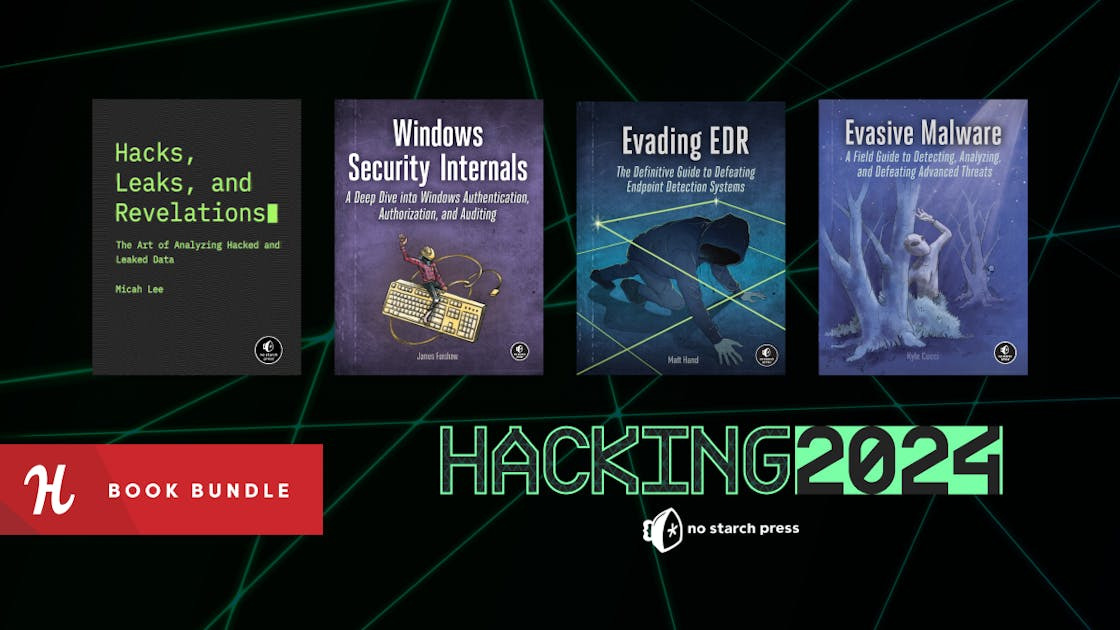 Hacks,
Leaks, and
Revelations
The Art of Analyzing Hacked and
Leaked Data
Micah Lee
no starch
press
Windows
Security Internals
A Deep Dive into Windows Authentication,
Authorization, and Auditing
James Forshaw
no starch
press
Evading EDR
The Definitive Guide to Defeating
Endpoint Detection Systems
Matt Hand
no starch
press
Evasive Malware
A Field Guide to Detecting, Analyzing,
and Defeating Advanced Threats
Kyle Cucci
no starch
press
HACKING2024
no starch press
H BOOK BUNDLE